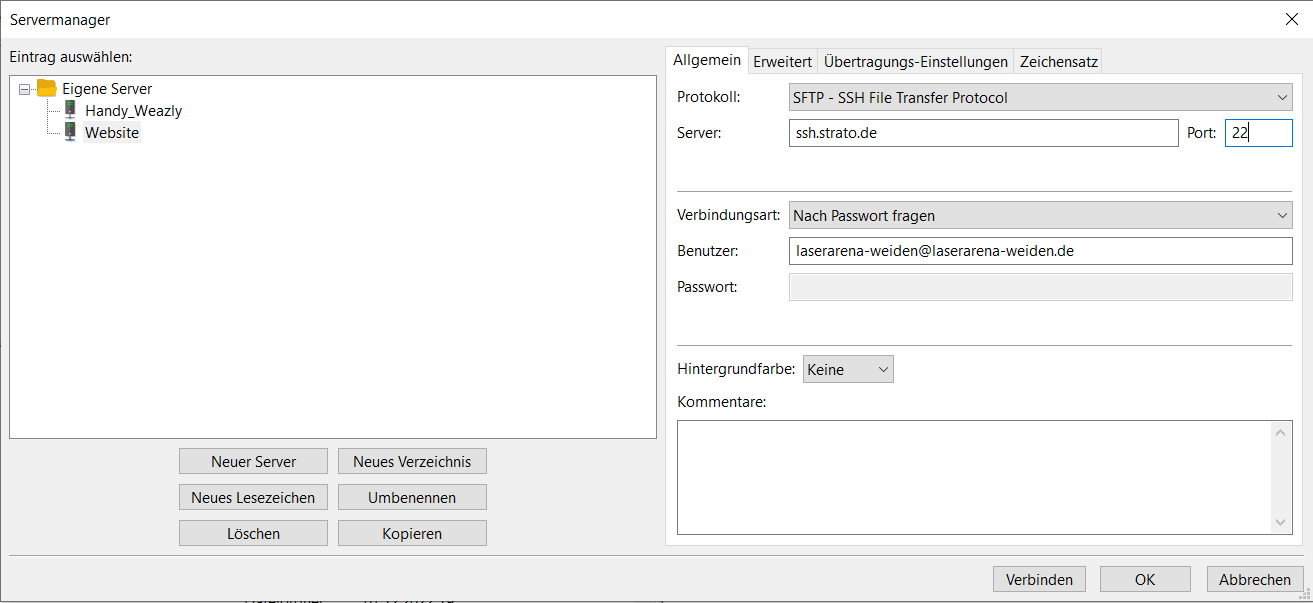 Servermanager
Eintrag auswählen:
Eigene Server
Handy_Weazly
Website
Neuer Server
Neues Verzeichnis
Neues Lesezeichen
Umbenennen
Löschen
Kopieren
Allgemein Erweitert Übertragungs-Einstellungen Zeichensatz
Protokoll: SFTP - SSH File Transfer Protocol
Server: ssh.strato.de Port: 22
Verbindungsart: Nach Passwort fragen
Benutzer: laserarena-weiden@laserarena-weiden.de
Passwort:
Hintergrundfarbe: Keine
Kommentare:
Verbinden OK Abbrechen